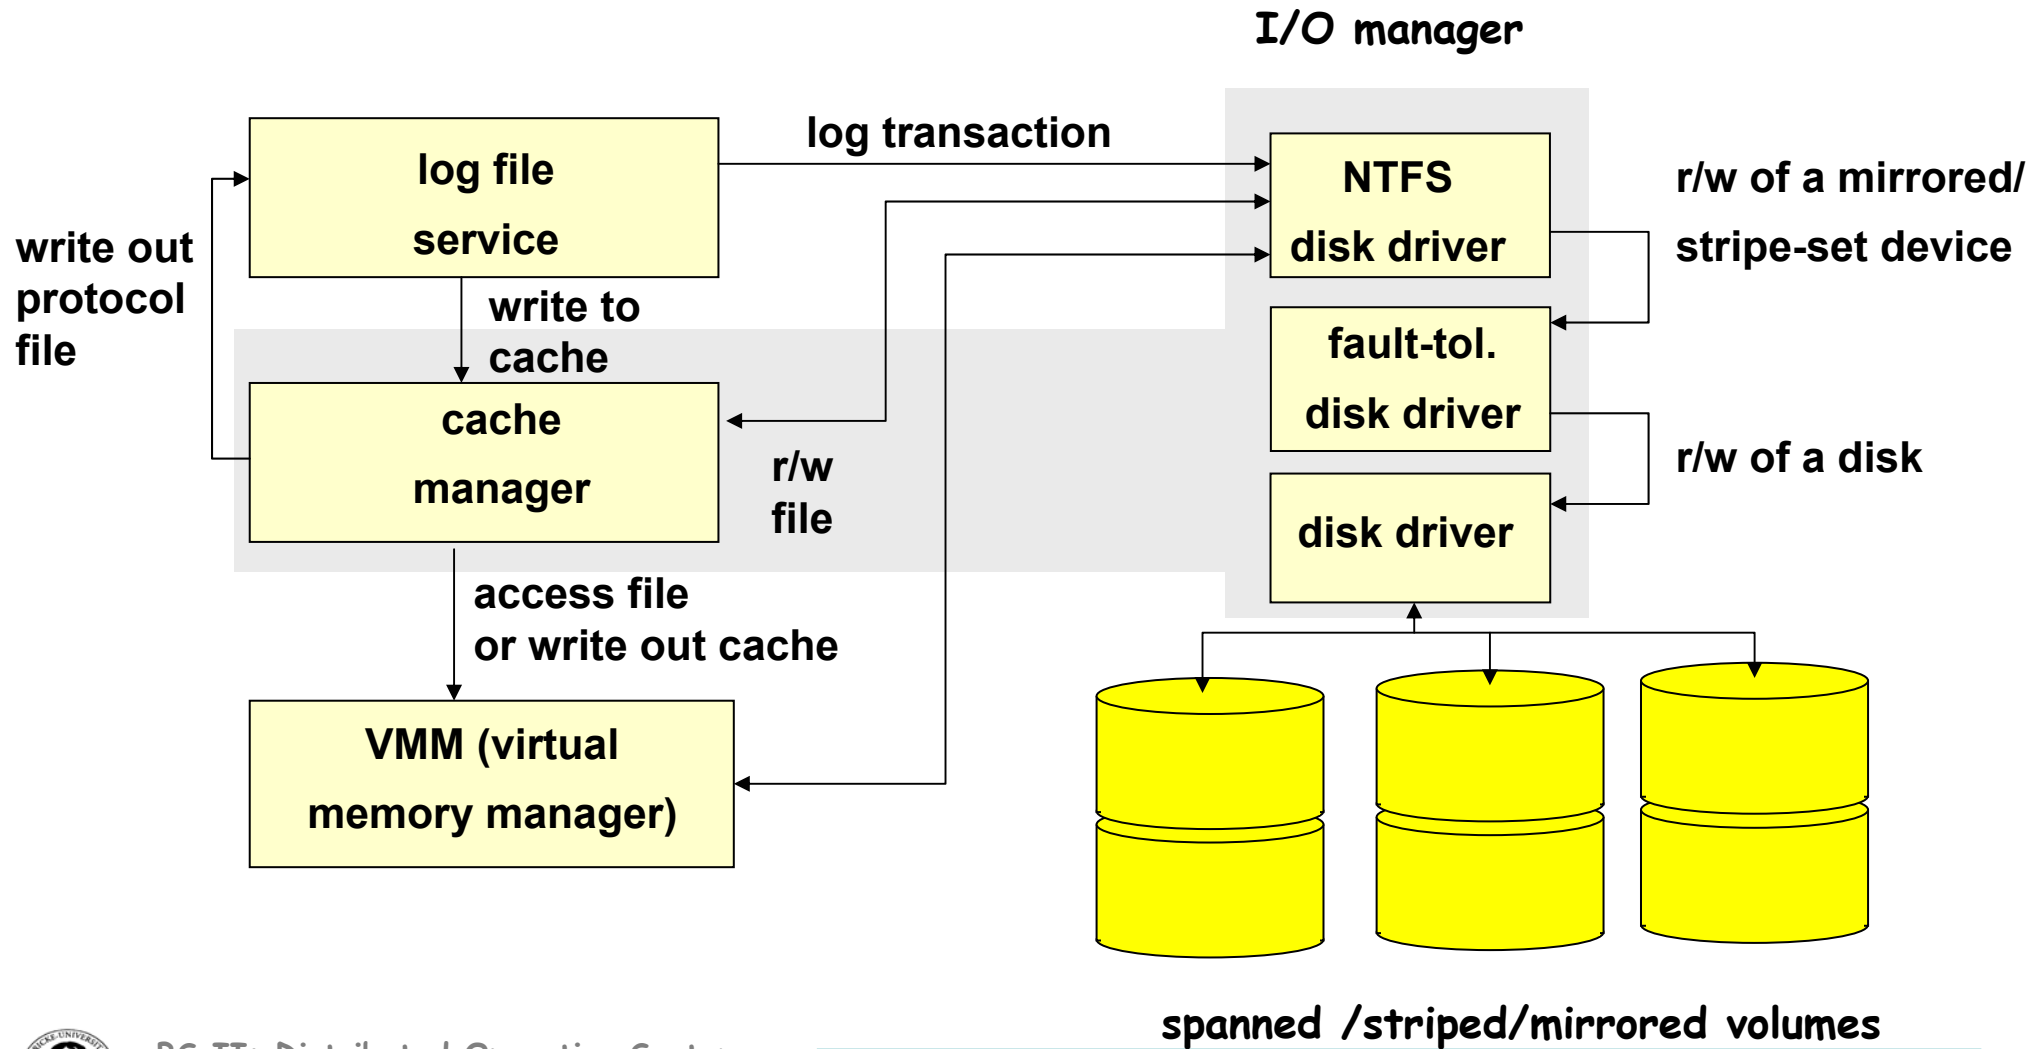 I/O manager
log file
service
log transaction
NTFS
disk driver
r/w of a mirrored/
stripe-set device
write out
protocol
file
write to
cache
fault-tol.
disk driver
cache
manager
r/w
file
r/w of a disk
disk driver
access file
or write out cache
VMM (virtual
memory manager)
spanned /striped/mirrored volumes